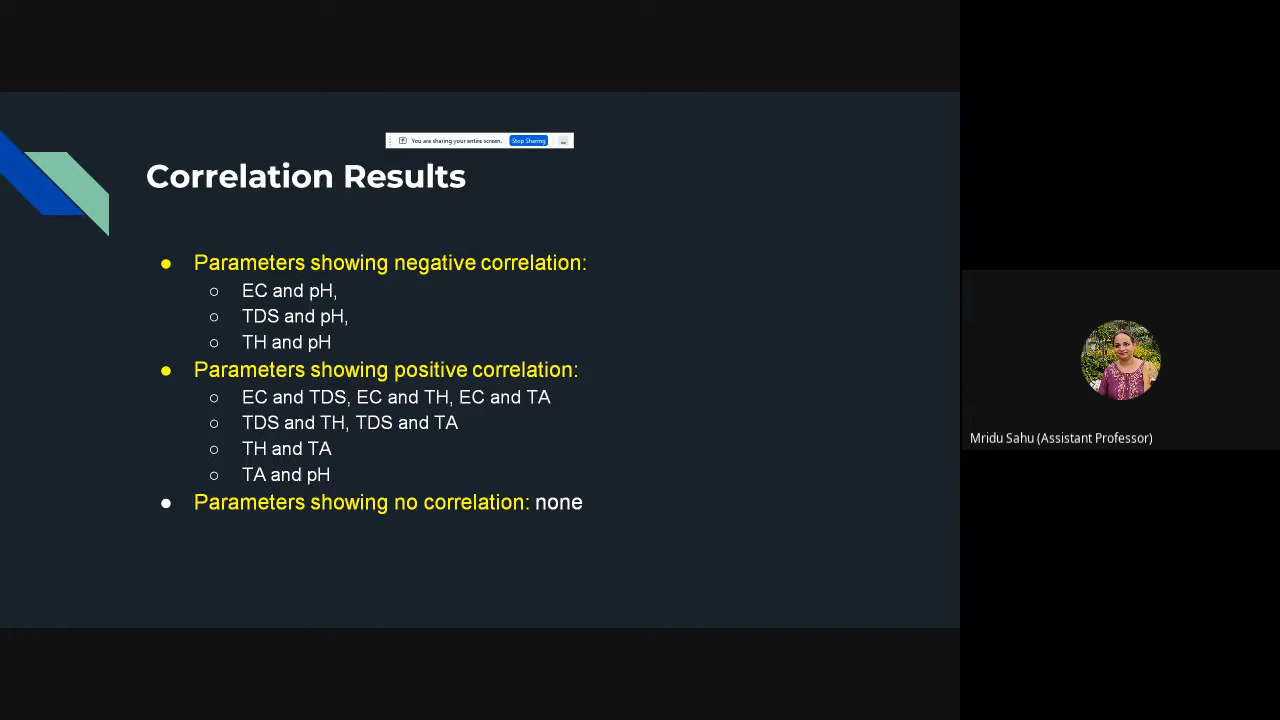 You are sharing your entire screen.
Stop Sharing
Correlation Results
Parameters showing negative correlation:
EC and pH,
TDS and pH,
TH and pH
Parameters showing positive correlation:
EC and TDS, EC and TH, EC and TA
TDS and TH, TDS and TA
TH and TA
TA and pH
Parameters showing no correlation: none
Mridu Sahu (Assistant Professor)